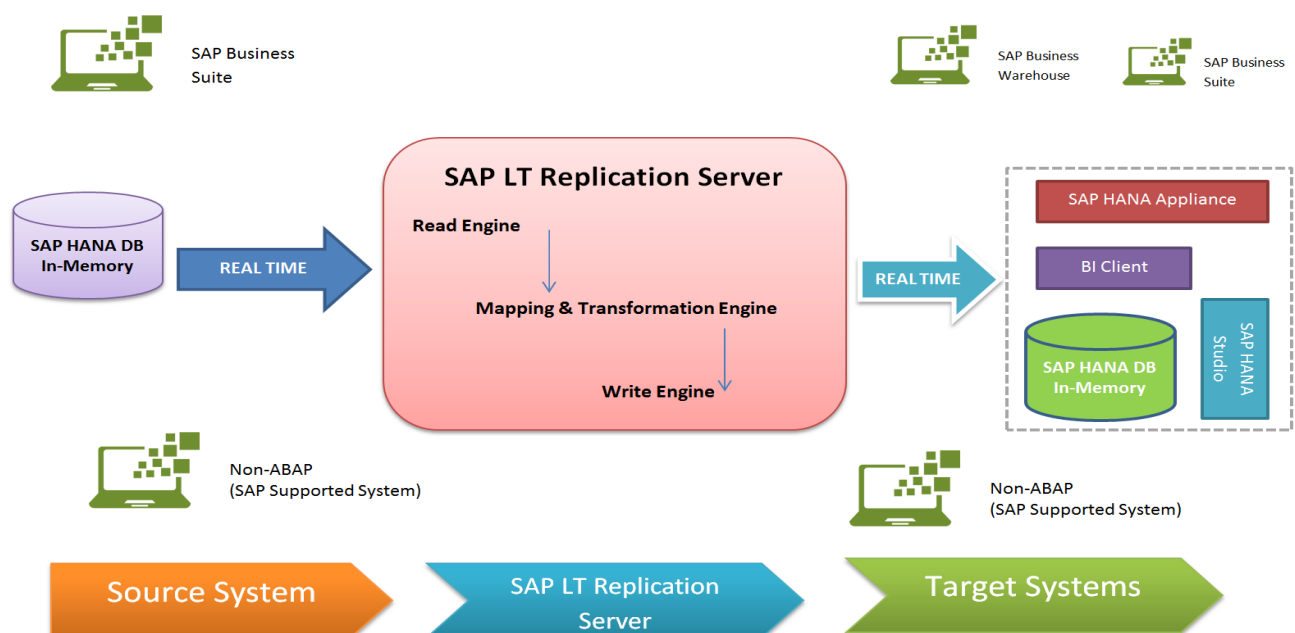 SAP Business
Suite
SAP Business
Warehouse
SAP Business
Suite
SAP HANA DB
In-Memory
REAL TIME
SAP LT Replication Server
Read Engine
Mapping & Transformation Engine
Write Engine
REAL TIME
SAP HANA Appliance
BI Client
SAP HANA DB
In-Memory
SAP HANA
Studio
Non-ABAP
(SAP Supported System)
Non-ABAP
(SAP Supported System)
Source System
SAP LT Replication
Server
Target Systems